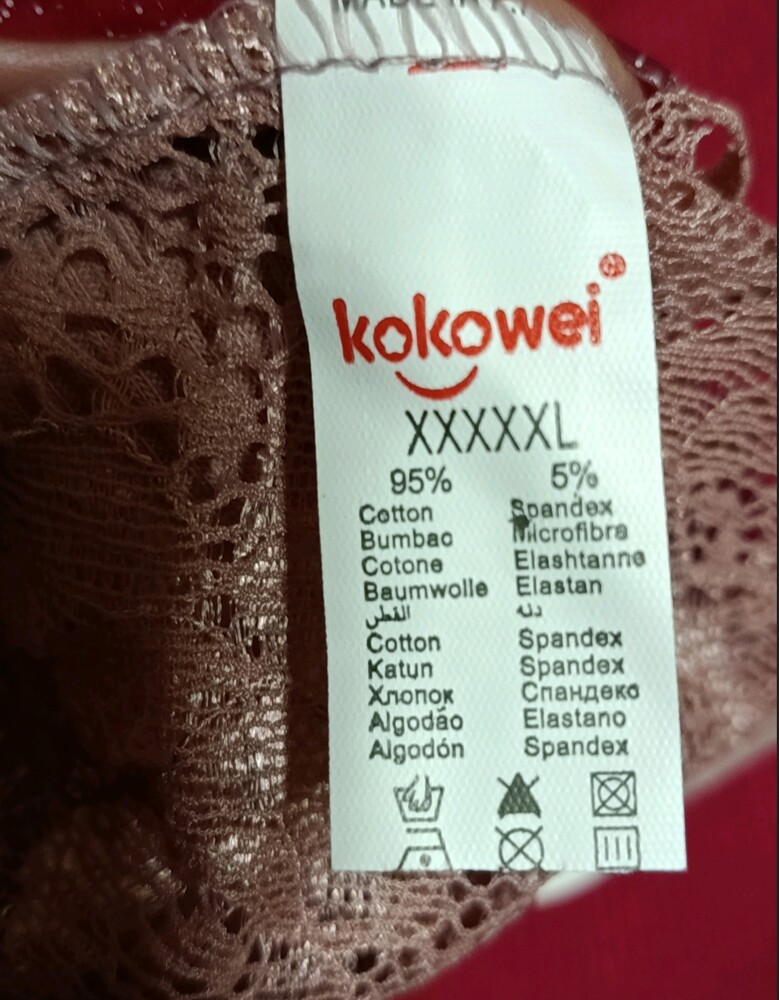 kokowei®
XXXXXL
95% 5%
Cotton Spandex
Bumbac Microfibra
Cotone Elashtanne
Baumwolle Elastan
القطن دله
Cotton Spandex
Katun Spandex
Хлопок Спандекс
Algodão Elastano
Algodón Spandex